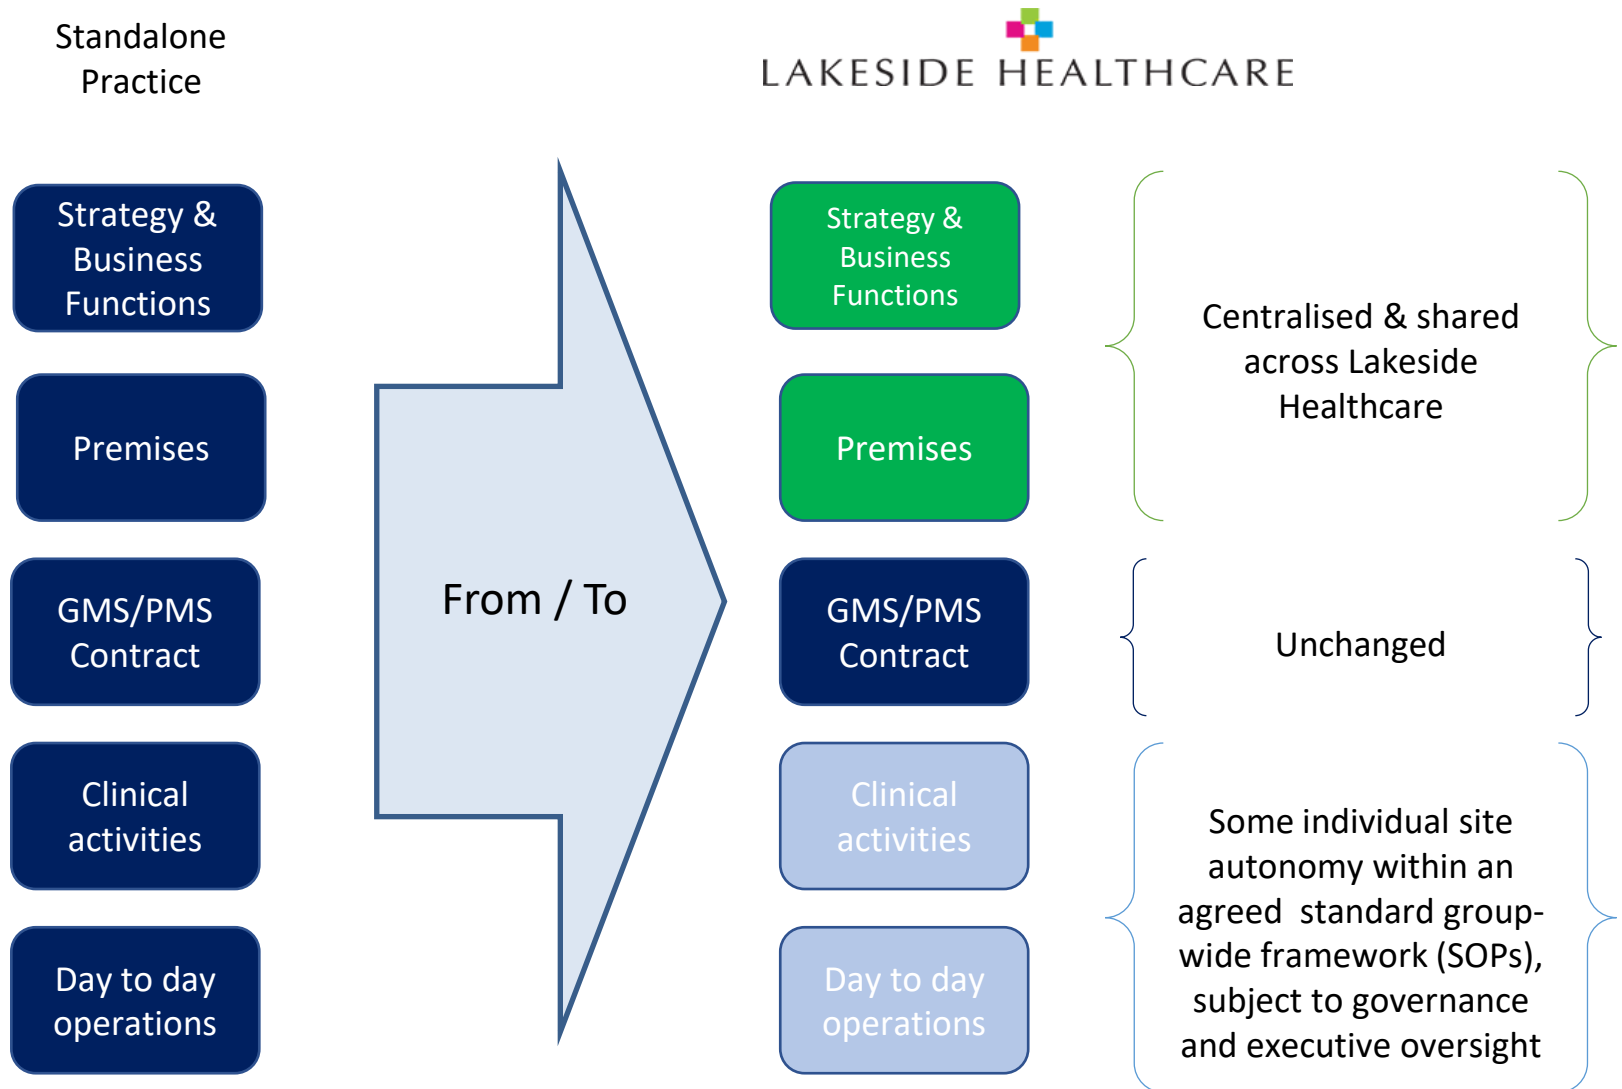 Standalone
Practice
LAKESIDE HEALTHCARE
Strategy &
Business
Functions
Premises
GMS/PMS
Contract
Clinical
activities
Day to day
operations
From / To
Strategy &
Business
Functions
Premises
GMS/PMS
Contract
Clinical
activities
Day to day
operations
Centralised & shared
across Lakeside
Healthcare
Unchanged
Some individual site
autonomy within an
agreed  standard group-
wide framework (SOPs),
subject to governance
and executive oversight